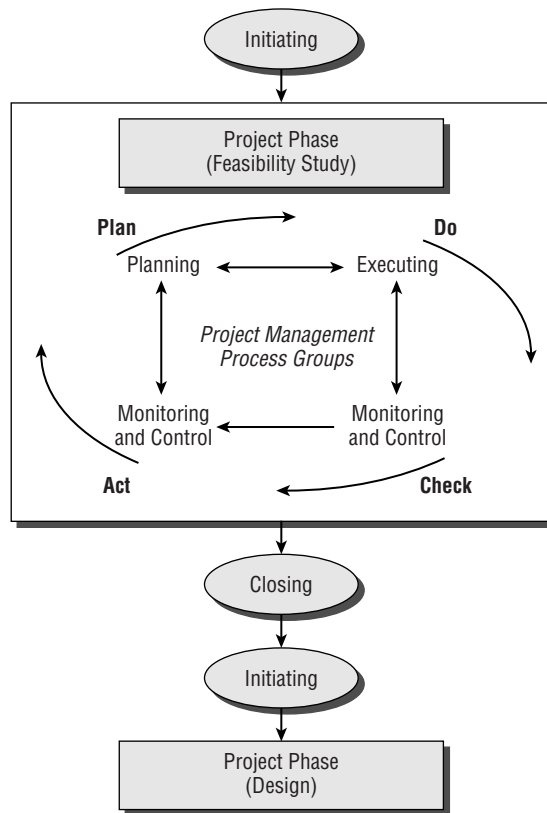 Initiating
Project Phase
(Feasibility Study)
Plan
Do
Planning
Executing
Project Management
Process Groups
Monitoring
and Control
Monitoring
and Control
Act
Check
Closing
Initiating
Project Phase
(Design)